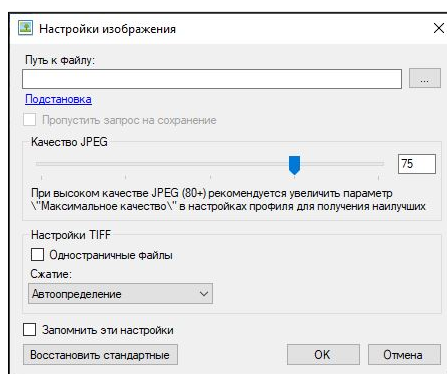 Настройки изображения
Путь к файлу:
...
Подстановка
Пропустить запрос на сохранение
Качество JPEG
75
При высоком качестве JPEG (80+) рекомендуется увеличить параметр
\"Максимальное качество\" в настройках профиля для получения наилучших
Настройки TIFF
Одностраничные файлы
Сжатие:
Автоопределение
Запомнить эти настройки
Восстановить стандартные
OK
Отмена